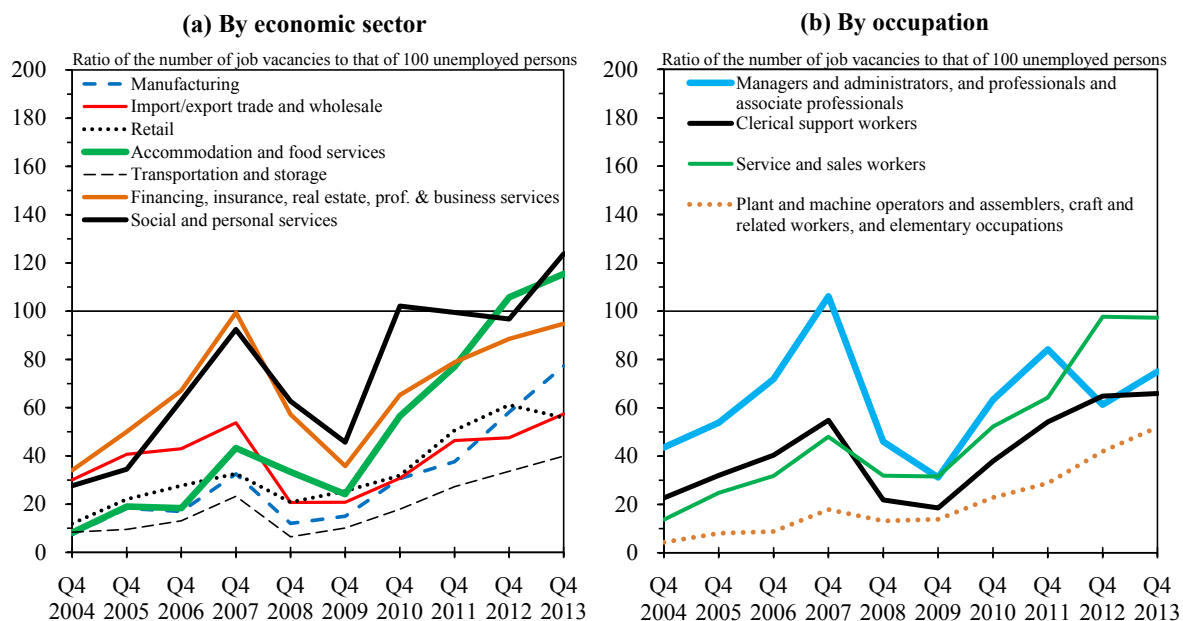 (a) By economic sector
Ratio of the number of job vacancies to that of 100 unemployed persons
200
180
160
140
120
100
80
60
40
20
0
Manufacturing
Import/export trade and wholesale
Retail
Accommodation and food services
Transportation and storage
Financing, insurance, real estate, prof. & business services
Social and personal services
Q4 Q4 Q4 Q4 Q4 Q4 Q4 Q4 Q4 Q4
2004 2005 2006 2007 2008 2009 2010 2011 2012 2013
(b) By occupation
Ratio of the number of job vacancies to that of 100 unemployed persons
200
180
160
140
120
100
80
60
40
20
0
Managers and administrators, and professionals and
associate professionals
Clerical support workers
Service and sales workers
Plant and machine operators and assemblers, craft and
related workers, and elementary occupations
Q4 Q4 Q4 Q4 Q4 Q4 Q4 Q4 Q4 Q4
2004 2005 2006 2007 2008 2009 2010 2011 2012 2013